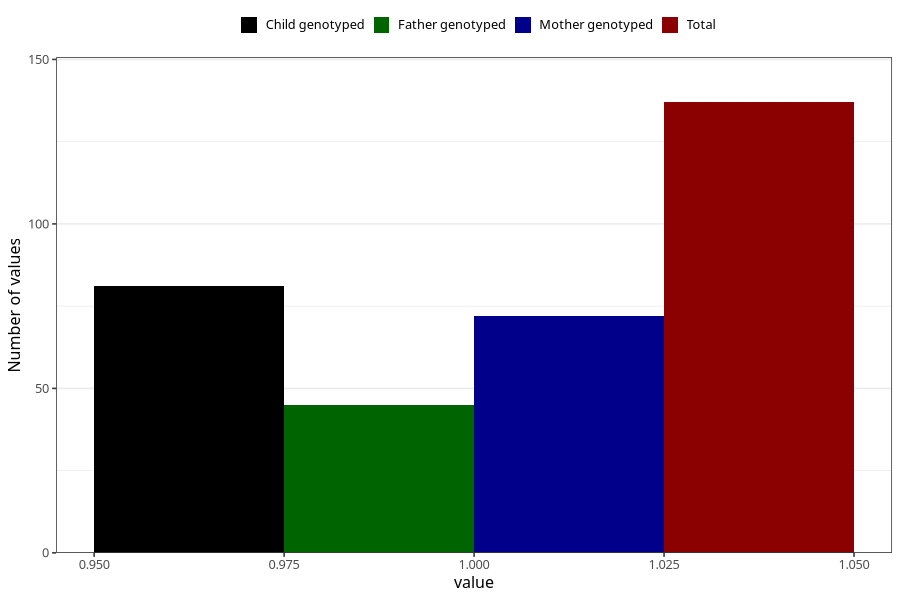 Child genotyped Father genotyped Mother genotyped Total
150
100
50
0
Number of values
0.950 0.975 1.000 1.025 1.050
value